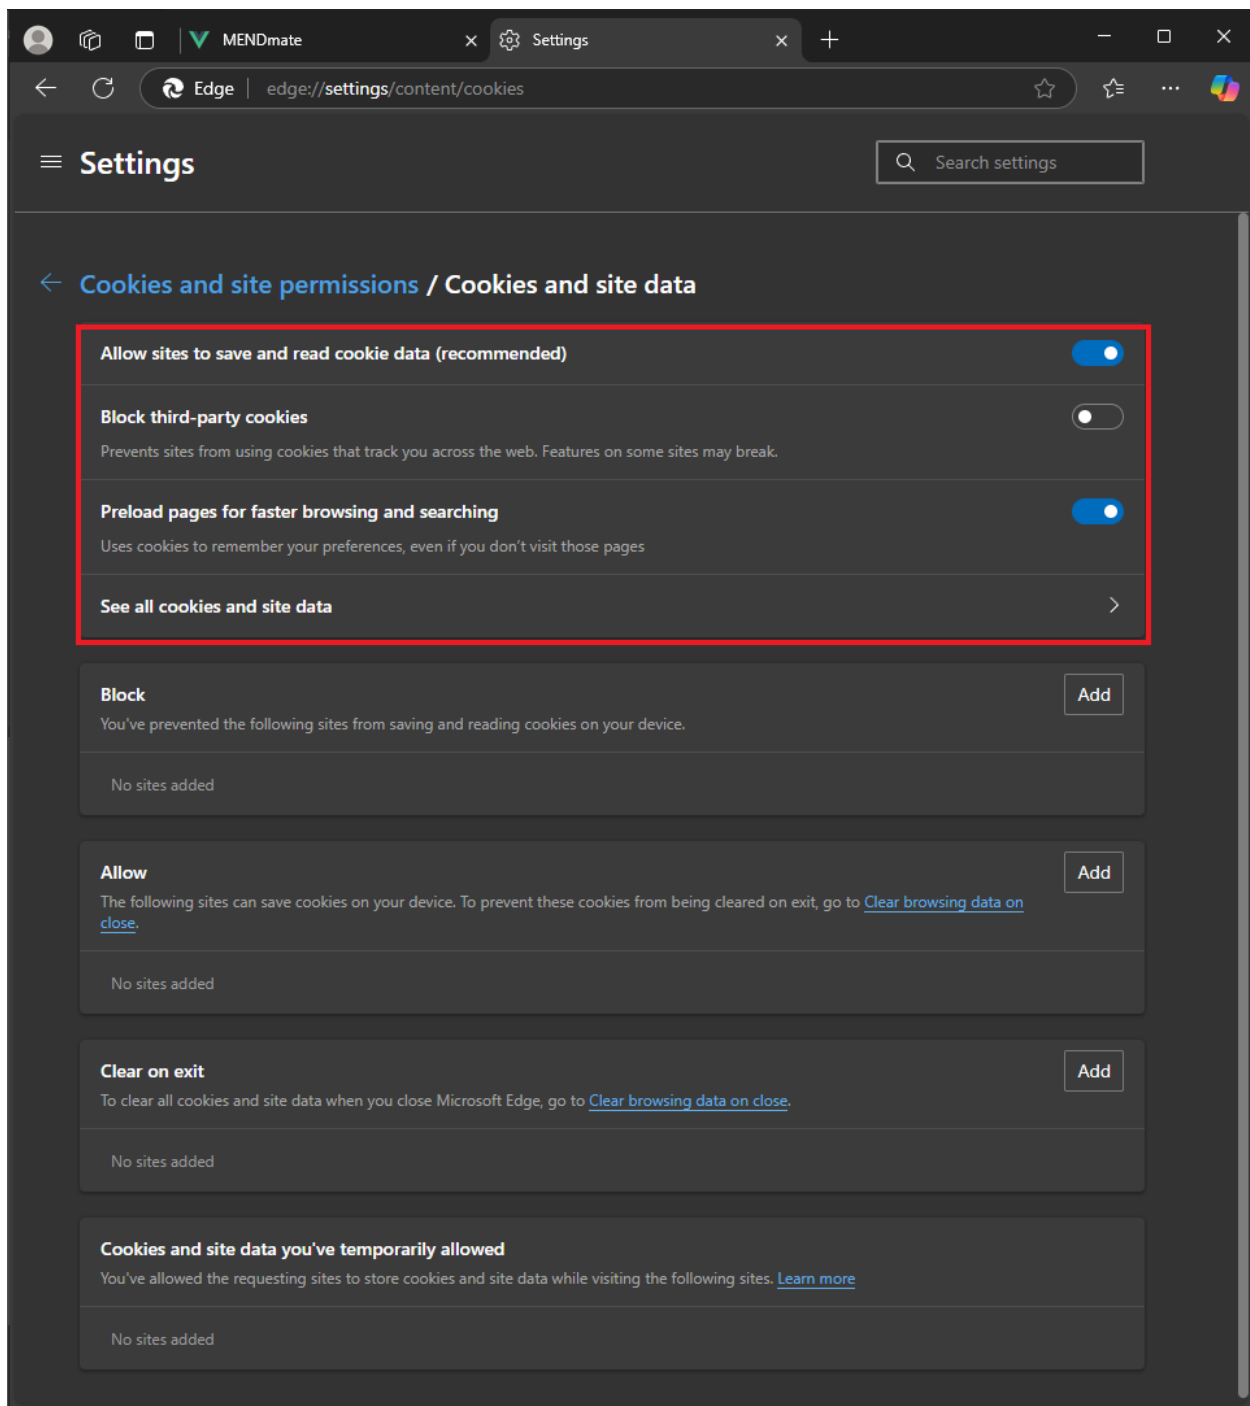 MENDmate
Settings
Edge
edge://settings/content/cookies
Settings
Search settings
Cookies and site permissions / Cookies and site data
Allow sites to save and read cookie data (recommended)
Block third-party cookies
Prevents sites from using cookies that track you across the web. Features on some sites may break.
Preload pages for faster browsing and searching
Uses cookies to remember your preferences, even if you don't visit those pages
See all cookies and site data
Block
Add
You've prevented the following sites from saving and reading cookies on your device.
No sites added
Allow
Add
The following sites can save cookies on your device. To prevent these cookies from being cleared on exit, go to Clear browsing data on
close.
No sites added
Clear on exit
Add
To clear all cookies and site data when you close Microsoft Edge, go to Clear browsing data on close.
No sites added
Cookies and site data you've temporarily allowed
You've allowed the requesting sites to store cookies and site data while visiting the following sites. Learn more
No sites added